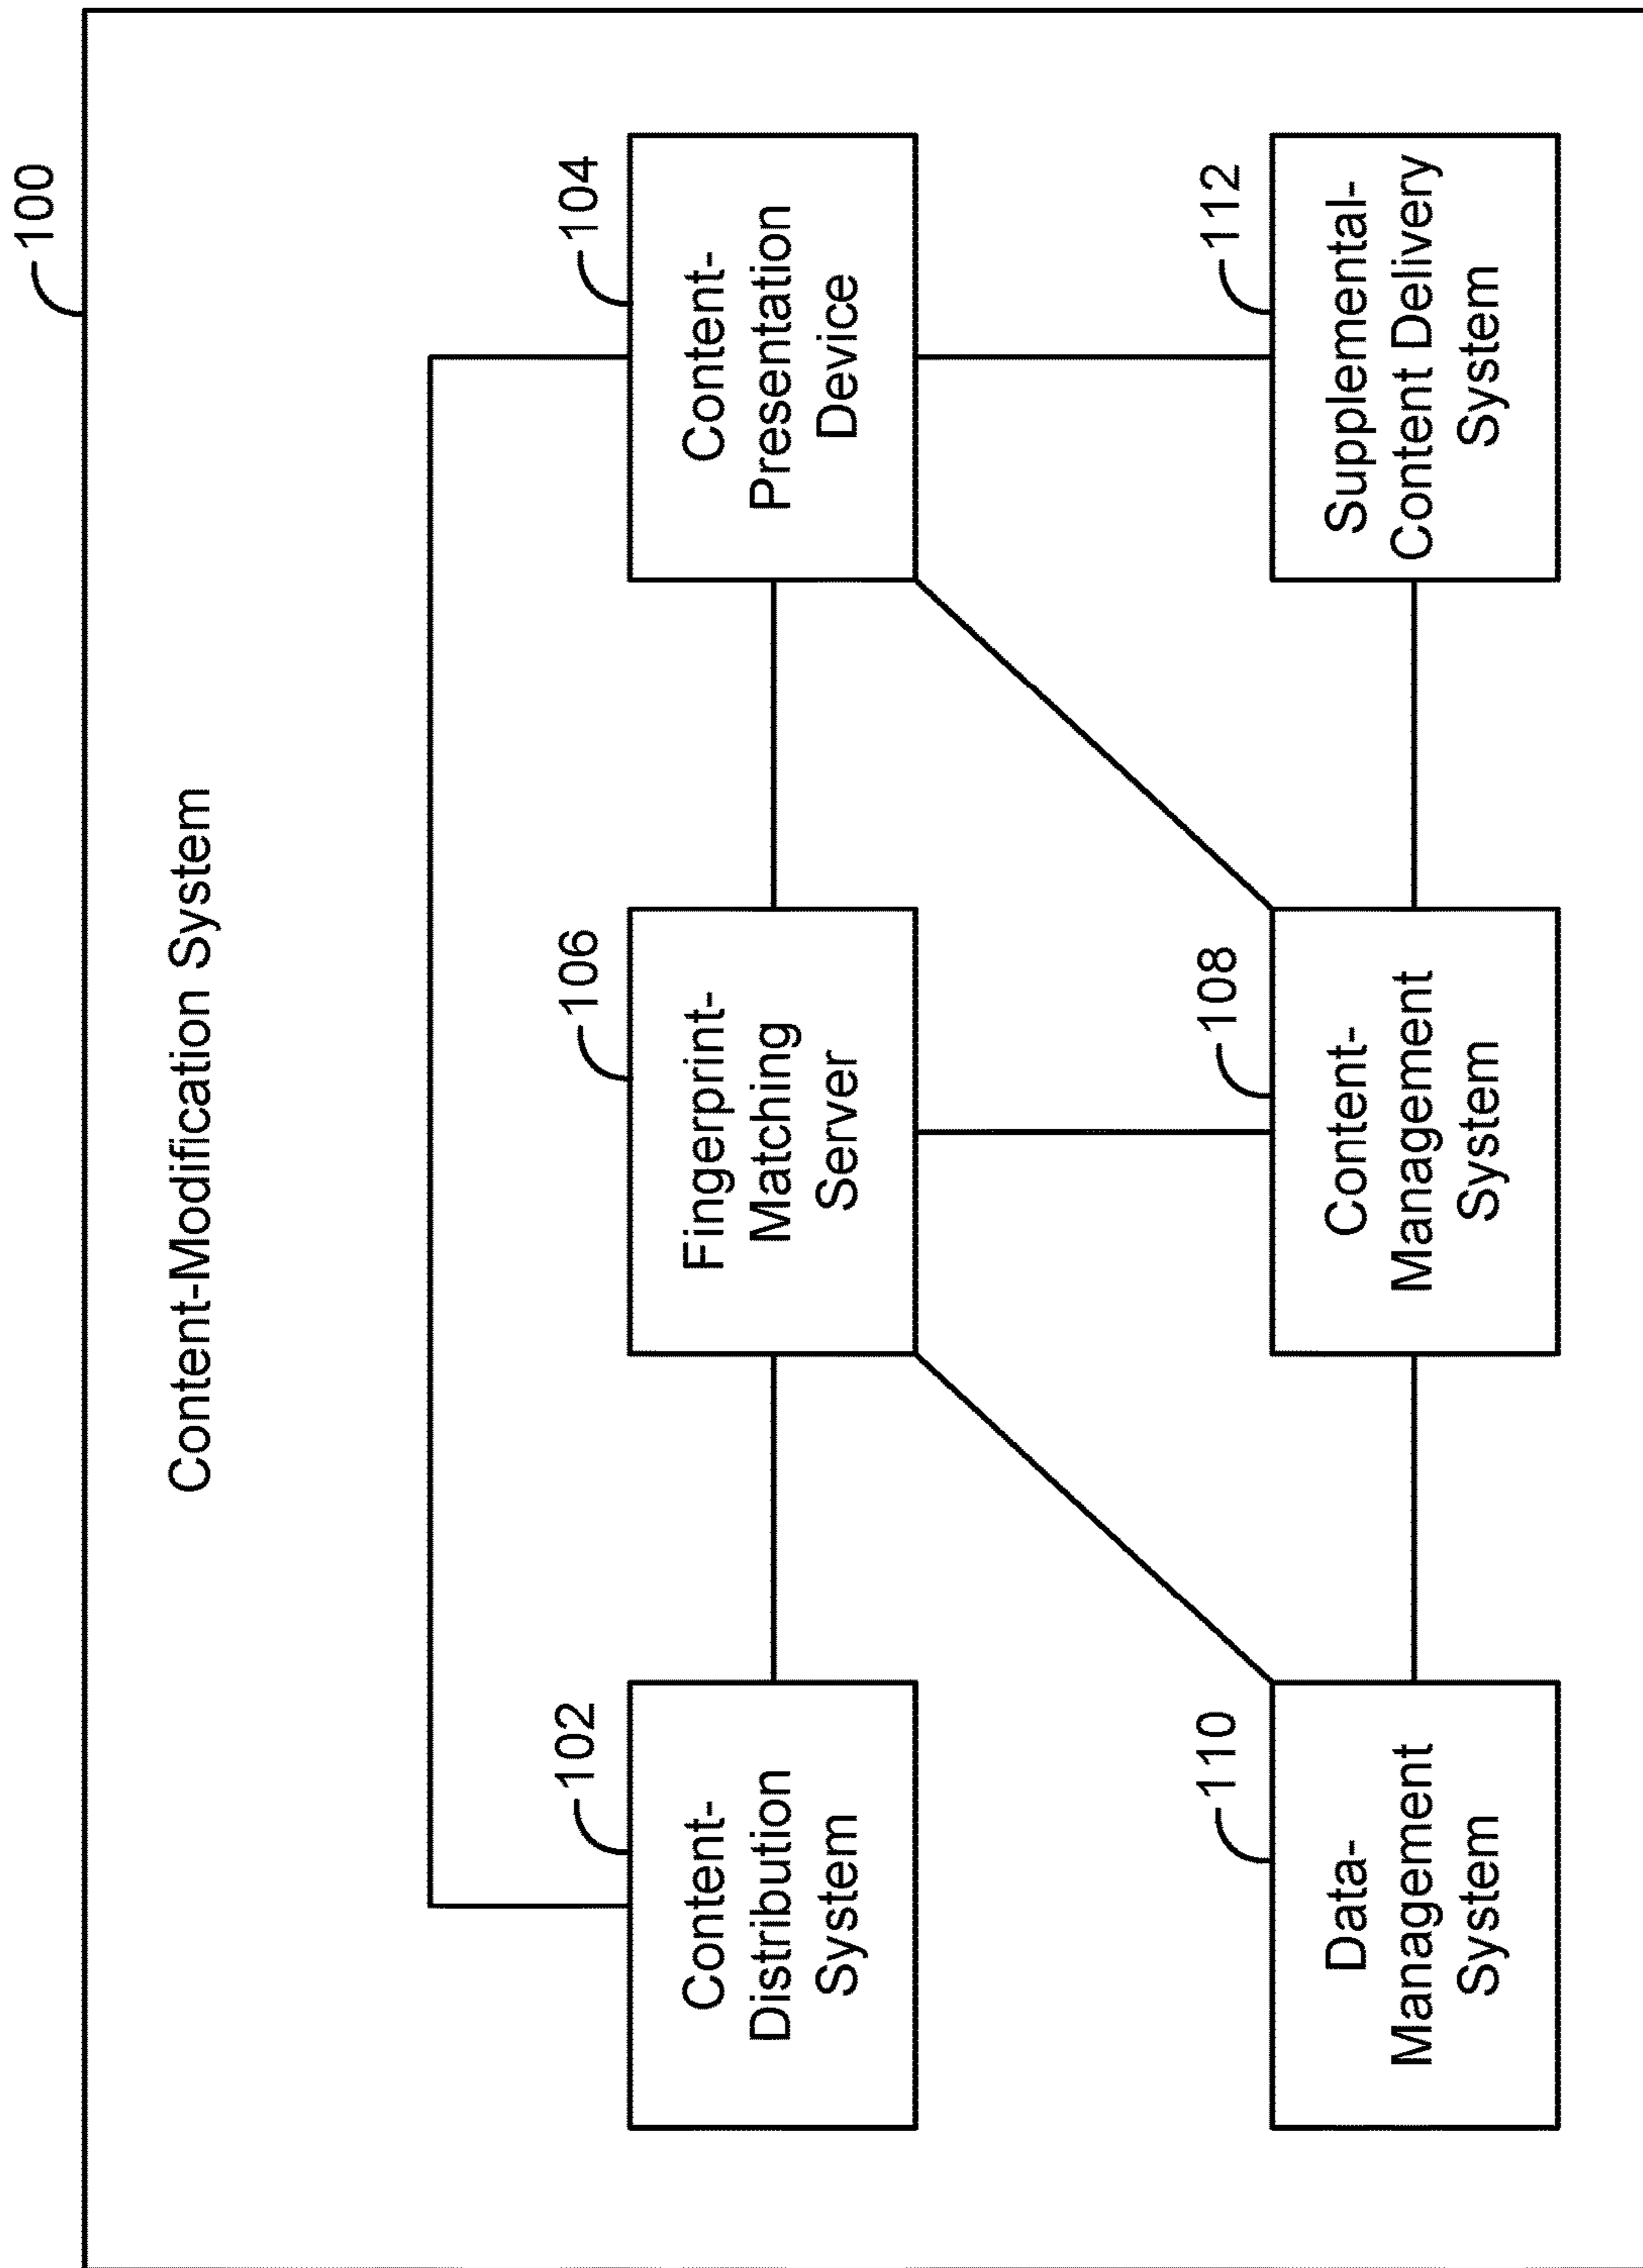 100
Content-Modification System
102
Content-
Distribution
System
106
Fingerprint-
Matching
Server
104
Content-
Presentation
Device
110
Data-
Management
System
108
Content-
Management
System
112
Supplemental-
Content Delivery
System